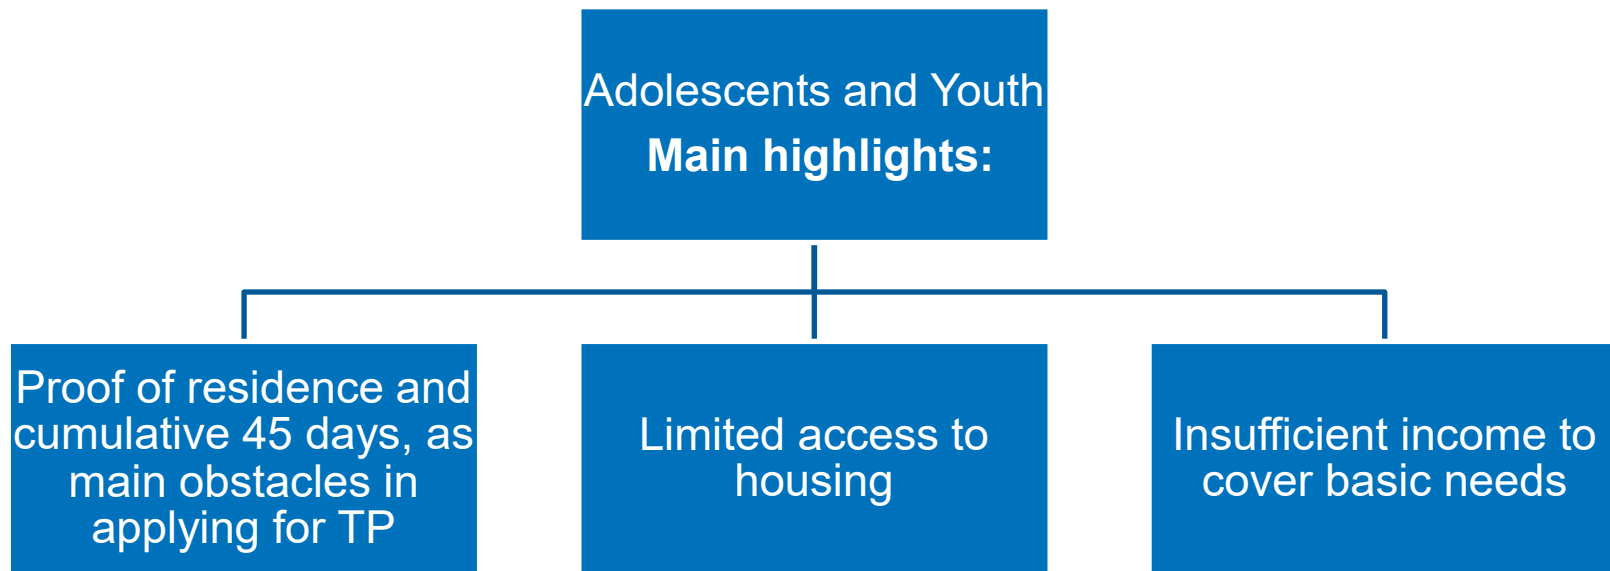 Adolescents and Youth
Main highlights:
Proof of residence and
cumulative 45 days, as
main obstacles in
applying for TP
Limited access to
housing
Insufficient income to
cover basic needs